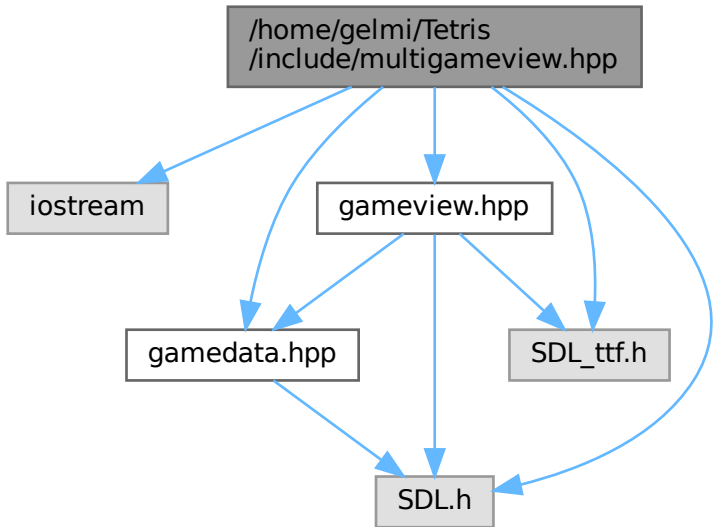 /home/gelmi/Tetris
/include/multigameview.hpp
iostream
gameview.hpp
gamedata.hpp
SDL_ttf.h
SDL.h